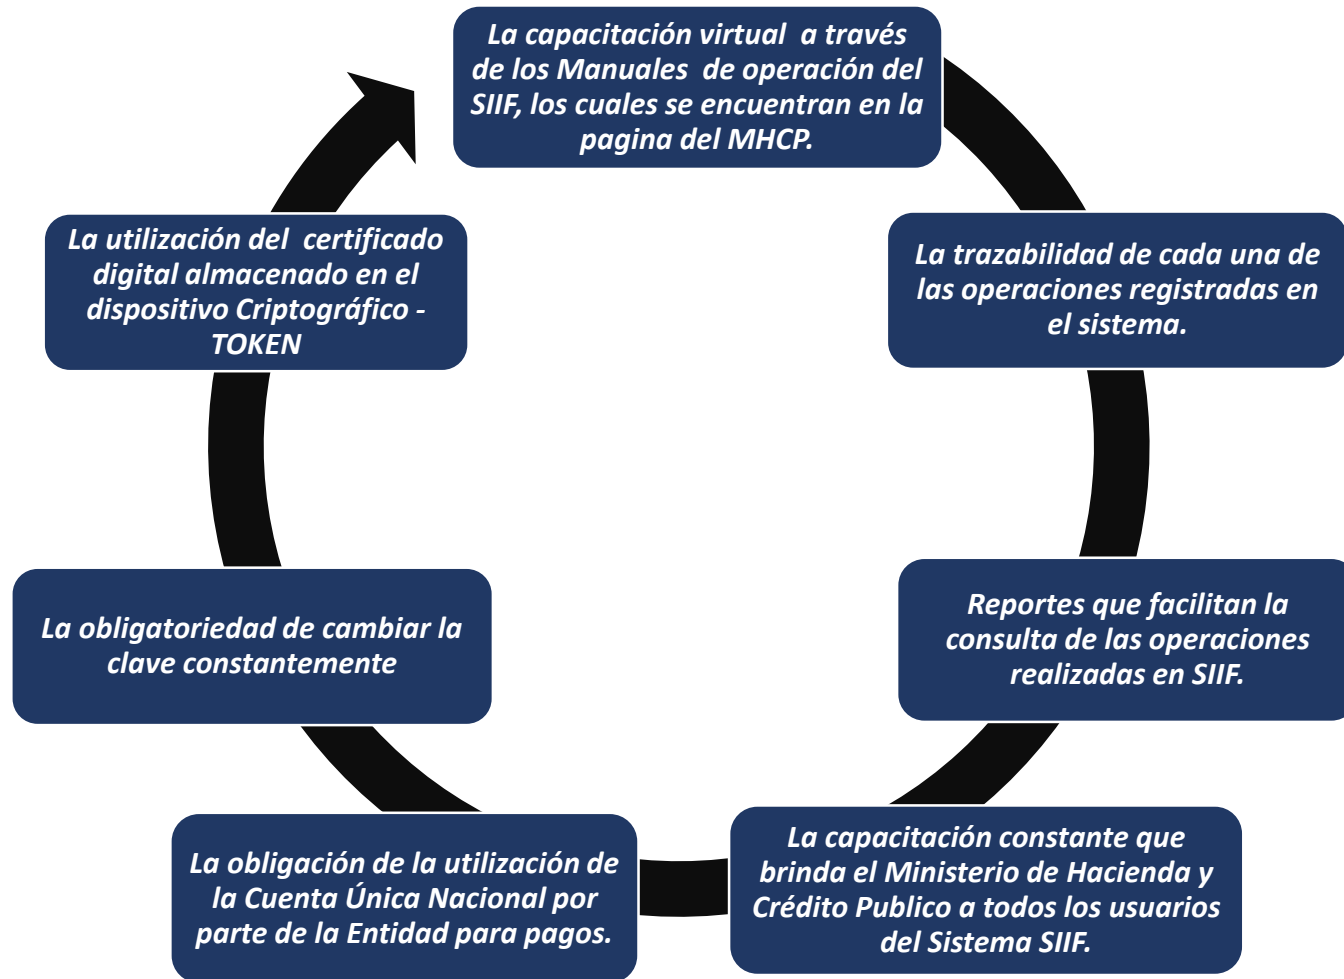 La capacitación virtual  a través
de los Manuales  de operación del
SIIF, los cuales se encuentran en la
pagina del MHCP.
La trazabilidad de cada una de
las operaciones registradas en
el sistema.
Reportes que facilitan la
consulta de las operaciones
realizadas en SIIF.
La capacitación constante que
brinda el Ministerio de Hacienda y
Crédito Publico a todos los usuarios
del Sistema SIIF.
La obligación de la utilización de
la Cuenta Única Nacional por
parte de la Entidad para pagos.
La obligatoriedad de cambiar la
clave constantemente
La utilización del  certificado
digital almacenado en el
dispositivo Criptográfico -
TOKEN